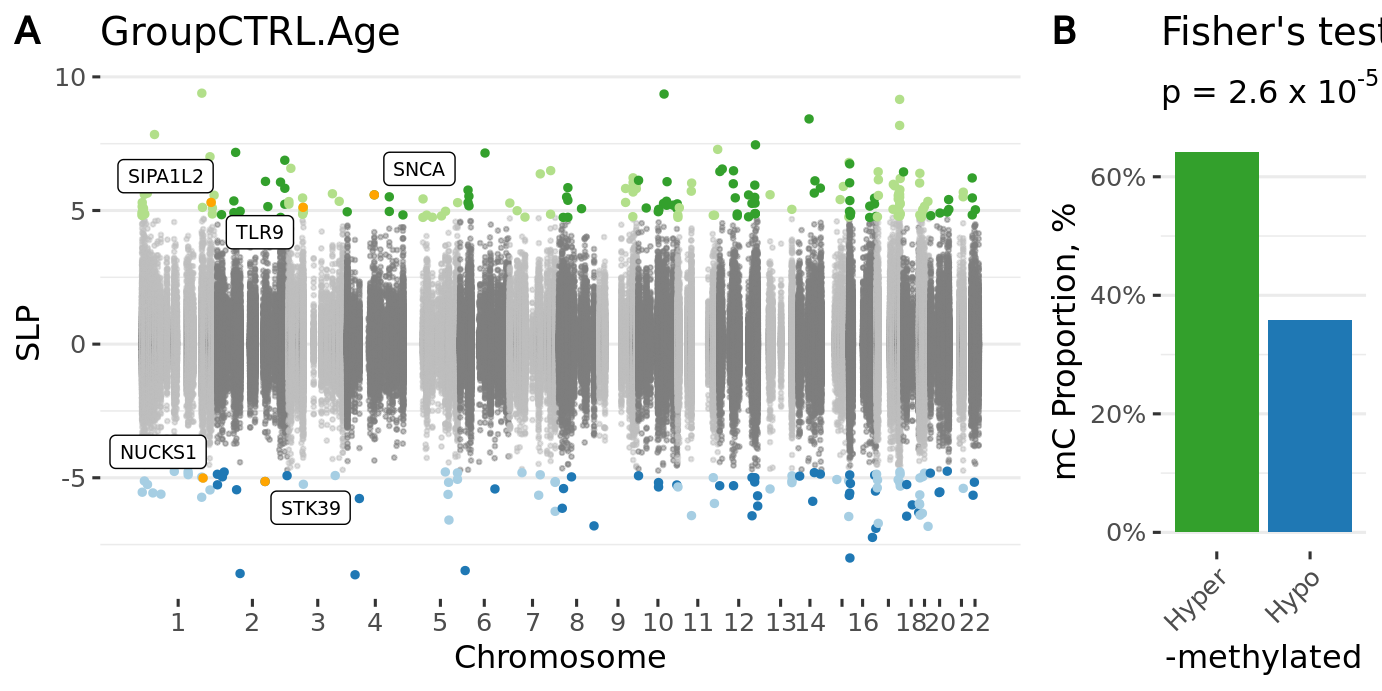 A
GroupCTRL.Age
10
5
0
-5
SLP
SIPA1L2
SNCA
TLR9
NUCKS1
STK39
1 2 3 4 5 6 7 8 9 10 11 12 13 14 16 18 20 22
Chromosome
B
Fisher's test
p = 2.6 x 10⁻⁵
60%
40%
20%
0%
mC Proportion, %
Hyper
Hypo
-methylated